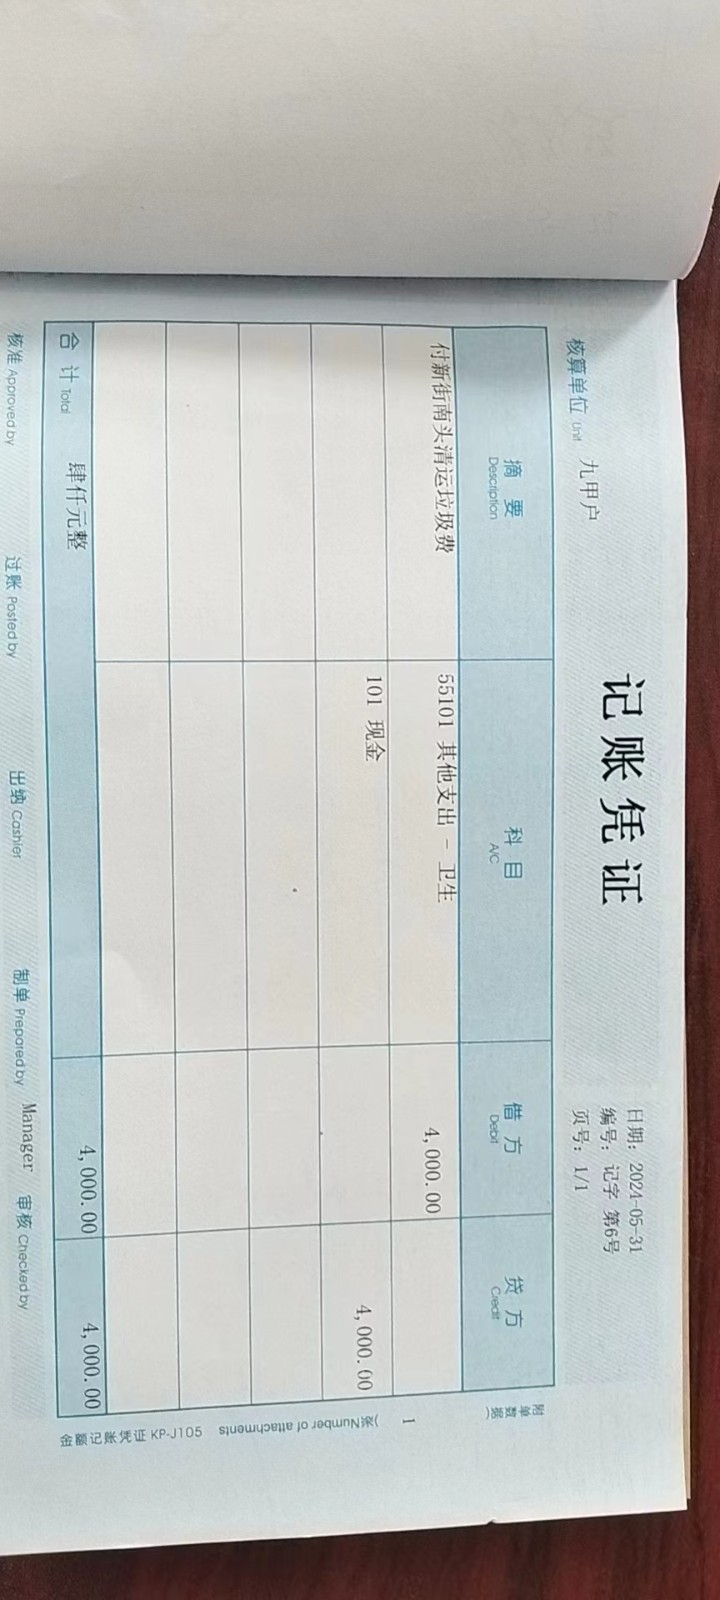 记账凭证
日期: 2024-05-31
编号: 记字 第6号
页号: 1/1
核算单位 Unit 九甲户
摘 要 Description 科 目 A/C 借 方 Debit 贷 方 Credit
付新街南头清运垃圾费 55101 其他支出 - 卫生 4,000.00
101 现金 4,000.00
合 计 Total 肆仟元整 4,000.00 4,000.00
附单数据(
1
张Number of attachments)
金额记账凭证 KP-J105
核准 Approved by 过账 Posted by 出纳 Cashier 制单 Prepared by Manager 审核 Checked by